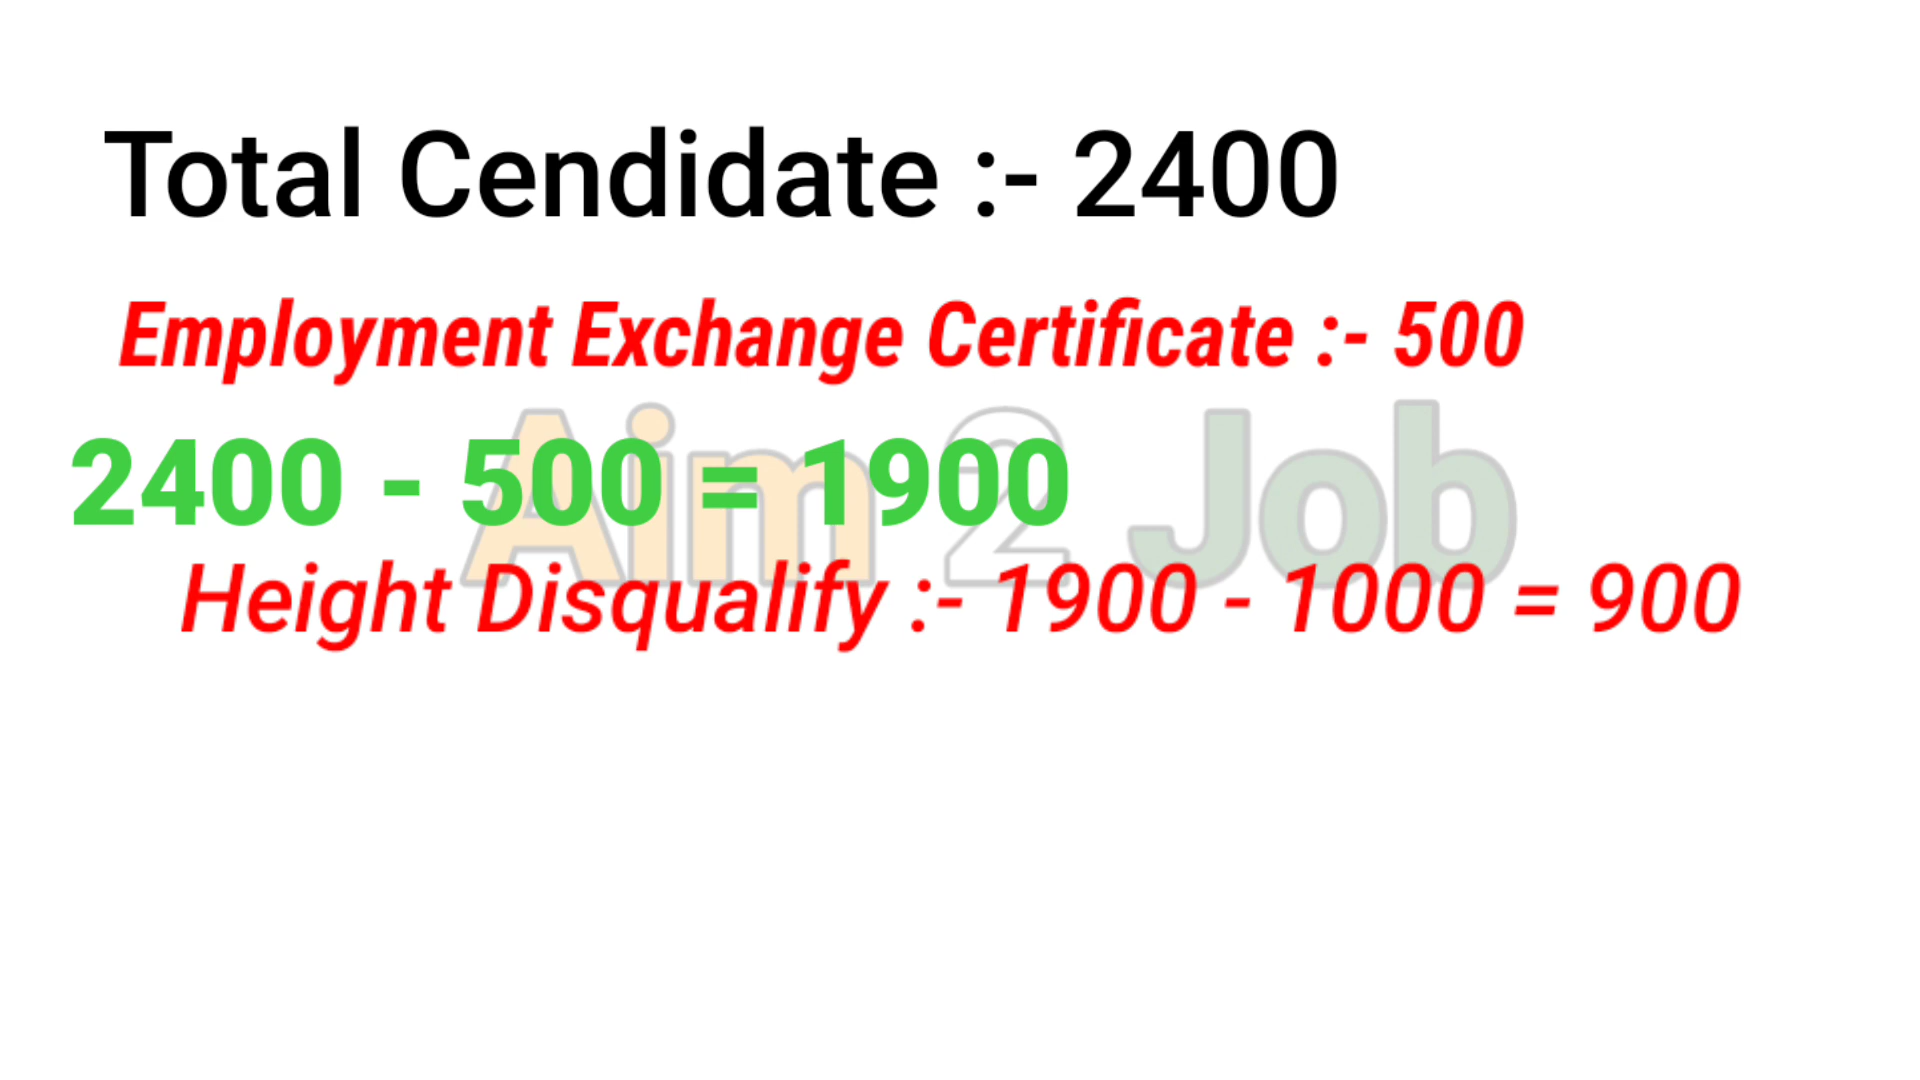 Total Cendidate :- 2400
Employment Exchange Certificate :- 500
2400 - 500 = 1900
Aim 2 Job
Height Disqualify :- 1900 - 1000 = 900